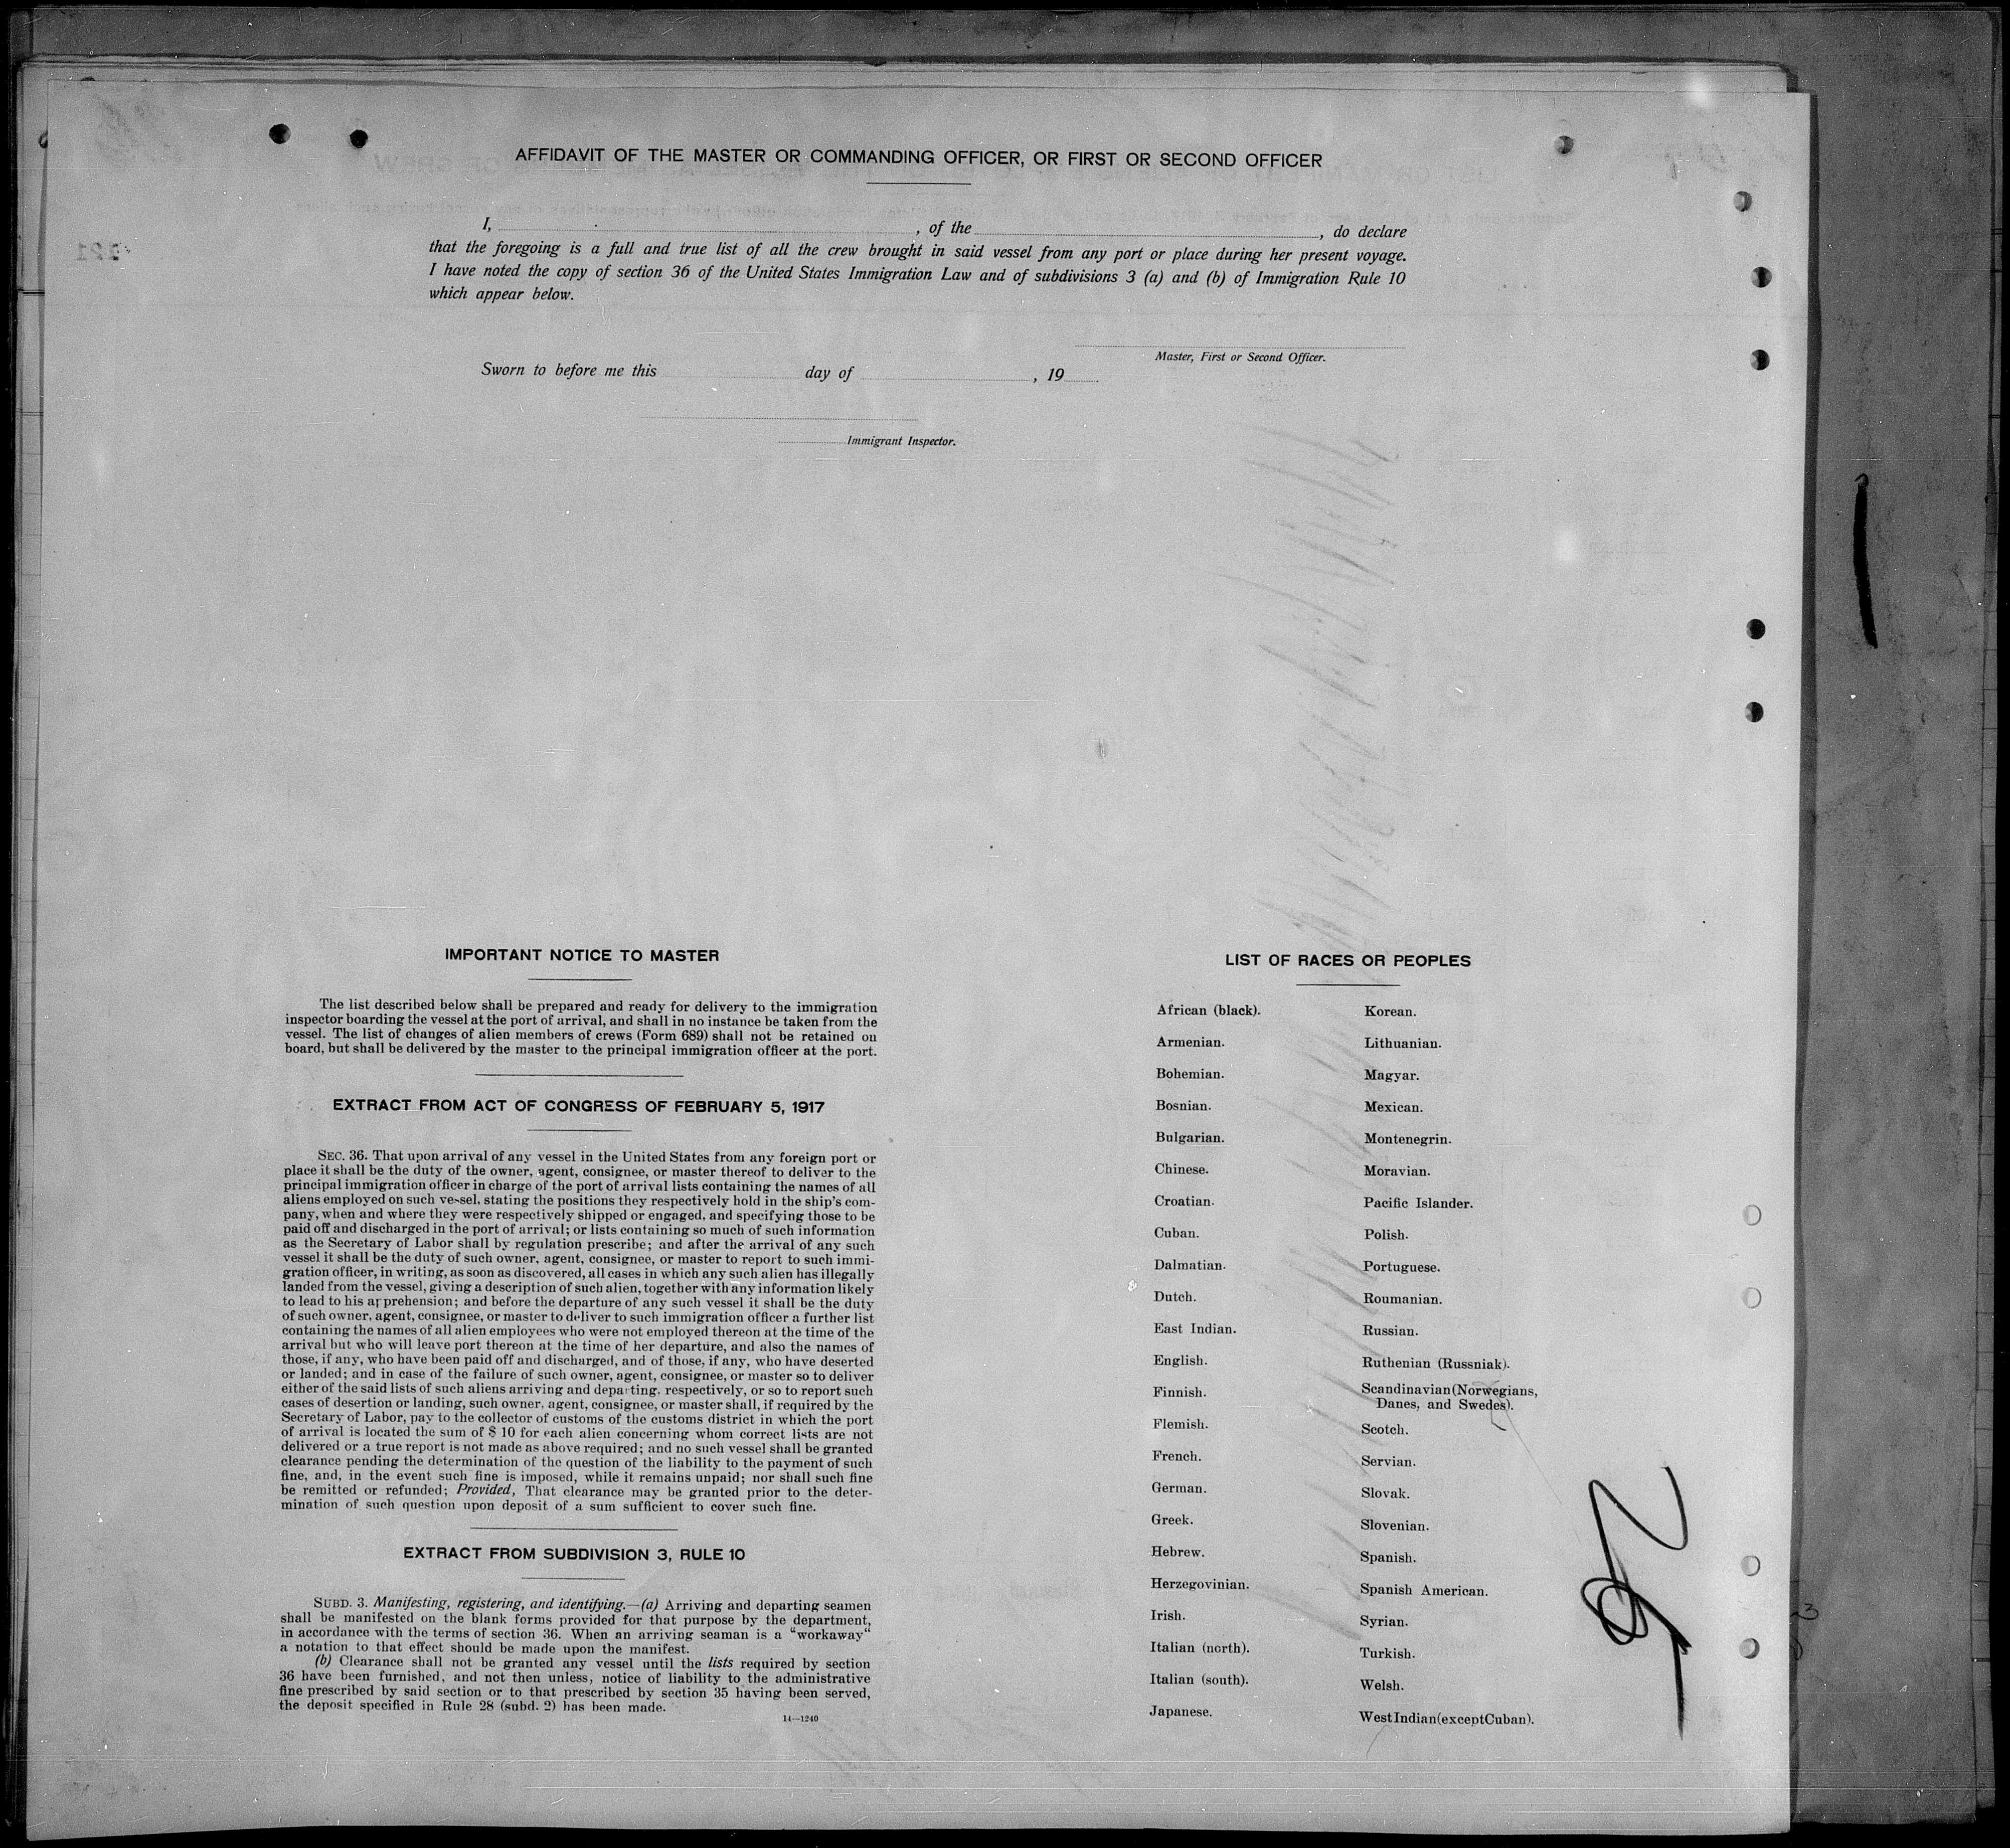 AFFIDAVIT OF THE MASTER OR COMMANDING OFFICER, OR FIRST OR SECOND OFFICER
I, , of the , do declare
that the foregoing is a full and true list of all the crew brought in said vessel from any port or place during her present voyage.
I have noted the copy of section 36 of the United States Immigration Law and of subdivisions 3 (a) and (b) of Immigration Rule 10
which appear below.
Master, First or Second Officer.
Sworn to before me this day of , 19
Immigrant Inspector.
IMPORTANT NOTICE TO MASTER
The list described below shall be prepared and ready for delivery to the immigration
inspector boarding the vessel at the port of arrival, and shall in no instance be taken from the
vessel. The list of changes of alien members of crews (Form 689) shall not be retained on
board, but shall be delivered by the master to the principal immigration officer at the port.
EXTRACT FROM ACT OF CONGRESS OF FEBRUARY 5, 1917
SEC. 36. That upon arrival of any vessel in the United States from any foreign port or
place it shall be the duty of the owner, agent, consignee, or master thereof to deliver to the
principal immigration officer in charge of the port of arrival lists containing the names of all
aliens employed on such vessel, stating the positions they respectively hold in the ship's com-
pany, when and where they were respectively shipped or engaged, and specifying those to be
paid off and discharged in the port of arrival; or lists containing so much of such information
as the Secretary of Labor shall by regulation prescribe; and after the arrival of any such
vessel it shall be the duty of such owner, agent, consignee, or master to report to such immi-
gration officer, in writing, as soon as discovered, all cases in which any such alien has illegally
landed from the vessel, giving a description of such alien, together with any information likely
to lead to his apprehension; and before the departure of any such vessel it shall be the duty
of such owner, agent, consignee, or master to deliver to such immigration officer a further list
containing the names of all alien employees who were not employed thereon at the time of the
arrival but who will leave port thereon at the time of her departure, and also the names of
those, if any, who have been paid off and discharged, and of those, if any, who have deserted
or landed; and in case of the failure of such owner, agent, consignee, or master so to deliver
either of the said lists of such aliens arriving and departing, respectively, or so to report such
cases of desertion or landing, such owner, agent, consignee, or master shall, if required by the
Secretary of Labor, pay to the collector of customs of the customs district in which the port
of arrival is located the sum of $ 10 for each alien concerning whom correct lists are not
delivered or a true report is not made as above required; and no such vessel shall be granted
clearance pending the determination of the question of the liability to the payment of such
fine, and, in the event such fine is imposed, while it remains unpaid; nor shall such fine
be remitted or refunded; Provided, That clearance may be granted prior to the deter-
mination of such question upon deposit of a sum sufficient to cover such fine.
EXTRACT FROM SUBDIVISION 3, RULE 10
SUBD. 3. Manifesting, registering, and identifying.—(a) Arriving and departing seamen
shall be manifested on the blank forms provided for that purpose by the department,
in accordance with the terms of section 36. When an arriving seaman is a “workaway“
a notation to that effect should be made upon the manifest.
(b) Clearance shall not be granted any vessel until the lists required by section
36 have been furnished, and not then unless, notice of liability to the administrative
fine prescribed by said section or to that prescribed by section 35 having been served,
the deposit specified in Rule 28 (subd. 2) has been made.
14—1240
LIST OF RACES OR PEOPLES
African (black).
Armenian.
Bohemian.
Bosnian.
Bulgarian.
Chinese.
Croatian.
Cuban.
Dalmatian.
Dutch.
East Indian.
English.
Finnish.
Flemish.
French.
German.
Greek.
Hebrew.
Herzegovinian.
Irish.
Italian (north).
Italian (south).
Japanese.
Korean.
Lithuanian.
Magyar.
Mexican.
Montenegrin.
Moravian.
Pacific Islander.
Polish.
Portuguese.
Roumanian.
Russian.
Ruthenian (Russniak).
Scandinavian (Norwegians,
Danes, and Swedes).
Scotch.
Servian.
Slovak.
Slovenian.
Spanish.
Spanish American.
Syrian.
Turkish.
Welsh.
West Indian (except Cuban).